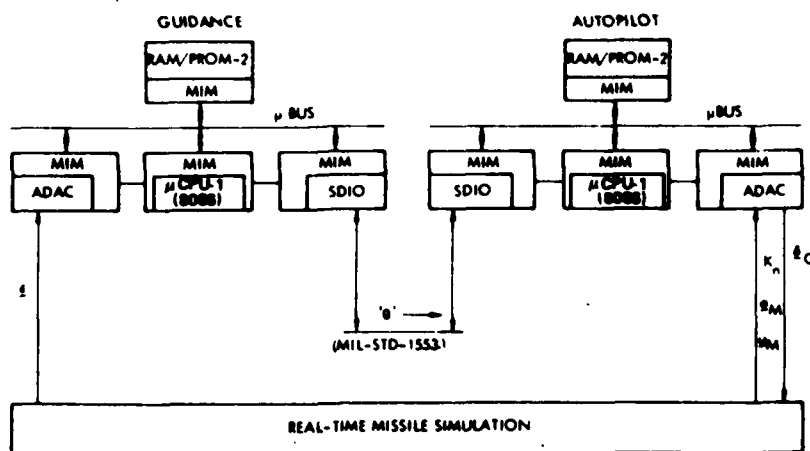 GUIDANCE
AUTOPILOT
RAM/PROM-2
MIM
RAM/PROM-2
MIM
μ BUS
μBUS
MIM
ADAC
MIM
μCPU-1
(8086)
MIM
SDIO
MIM
SDIO
MIM
μCPU-1
(8086)
MIM
ADAC
K n
M
M
C
'g'
(MIL-STD-1553)
REAL-TIME MISSILE SIMULATION